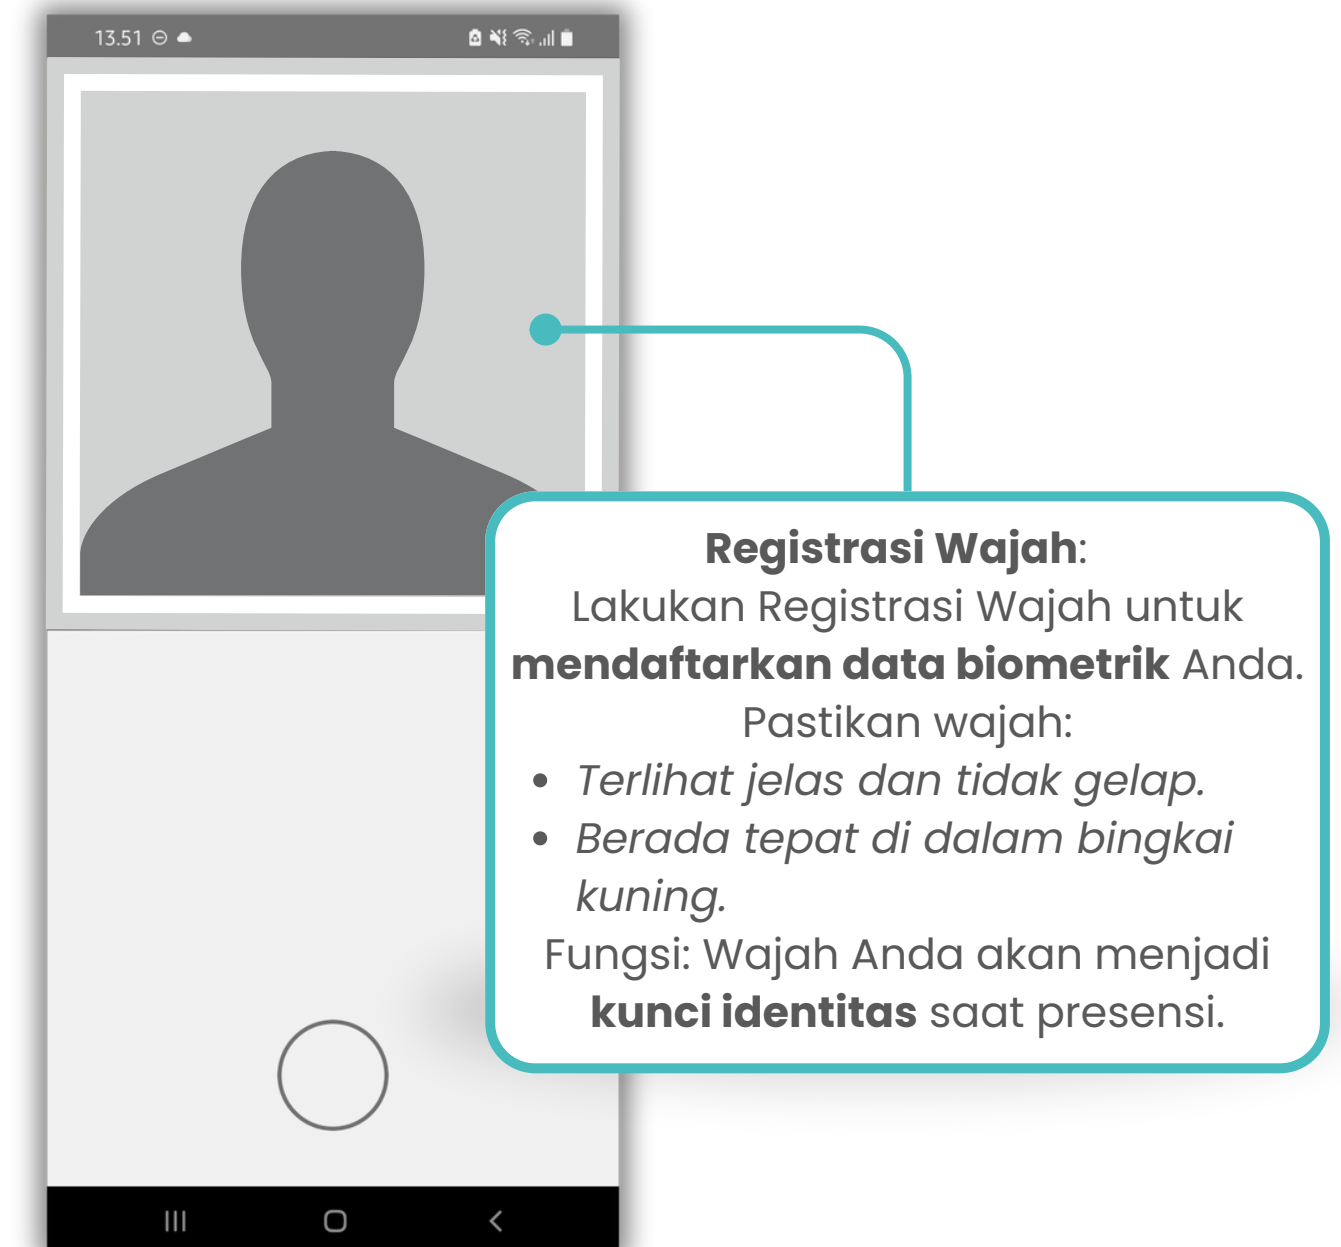 13.51
Registrasi Wajah:
Lakukan Registrasi Wajah untuk
mendaftarkan data biometrik Anda.
Pastikan wajah:
• Terlihat jelas dan tidak gelap.
• Berada tepat di dalam bingkai
kuning.
Fungsi: Wajah Anda akan menjadi
kunci identitas saat presensi.